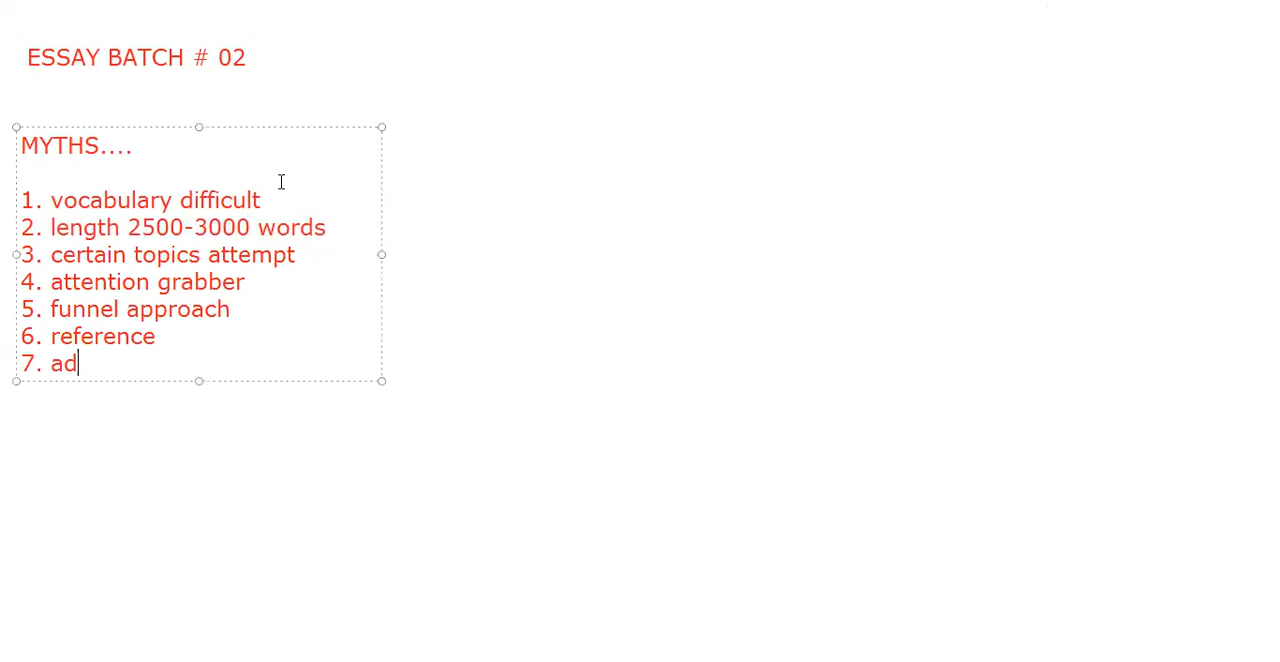 ESSAY BATCH # 02
MYTHS....
1. vocabulary difficult
2. length 2500-3000 words
3. certain topics attempt
4. attention grabber
5. funnel approach
6. reference
7. ad